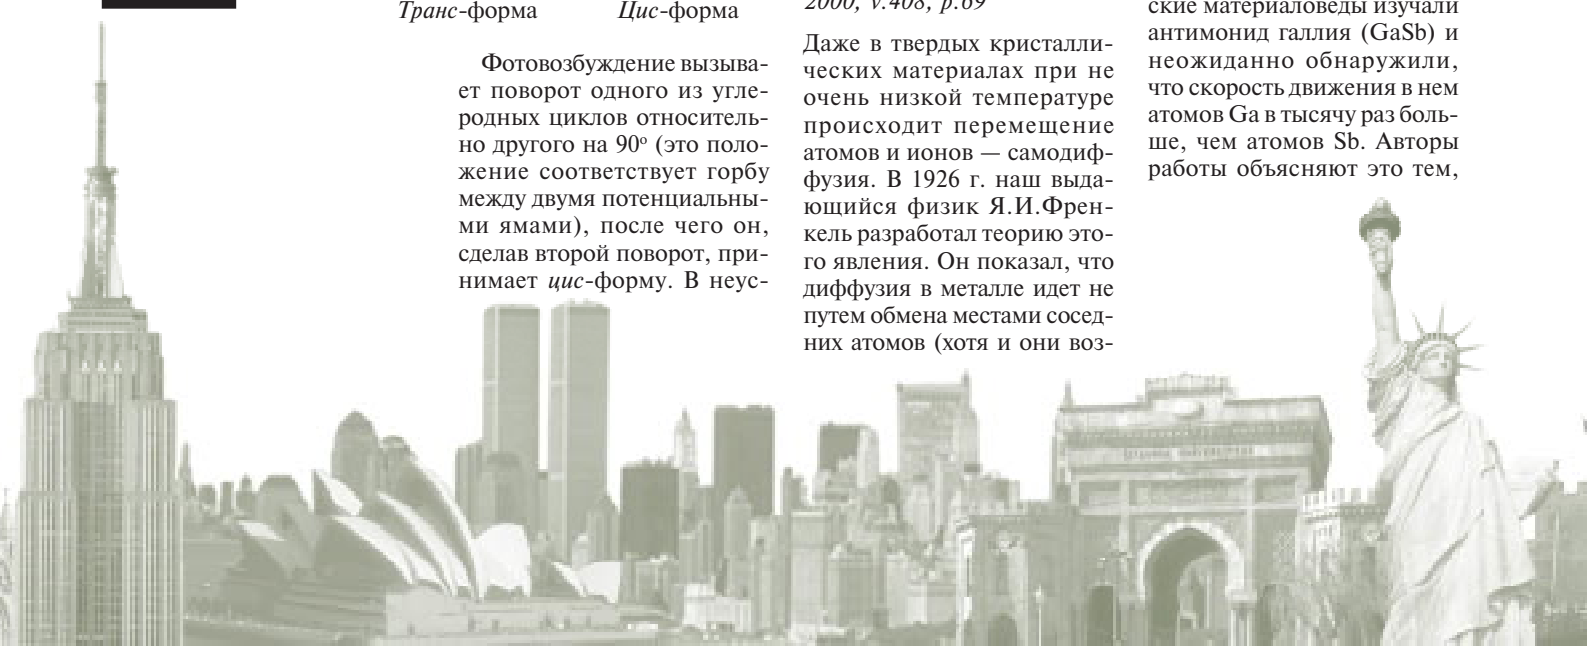 Транс-форма Цис-форма
Фотовозбуждение вызыва-
ет поворот одного из угле-
родных циклов относитель-
но другого на 90° (это поло-
жение соответствует горбу
между двумя потенциальны-
ми ямами), после чего он,
сделав второй поворот, при-
нимает цис-форму. В неус-
2000, v.408, p.69
Даже в твердых кристалли-
ческих материалах при не
очень низкой температуре
происходит перемещение
атомов и ионов — самодиф-
фузия. В 1926 г. наш выда-
ющийся физик Я.И.Френ-
кель разработал теорию это-
го явления. Он показал, что
диффузия в металле идет не
путем обмена местами сосед-
них атомов (хотя и они воз-
ские материаловеды изучали
антимонид галлия (GaSb) и
неожиданно обнаружили,
что скорость движения в нем
атомов Ga в тысячу раз боль-
ше, чем атомов Sb. Авторы
работы объясняют это тем,